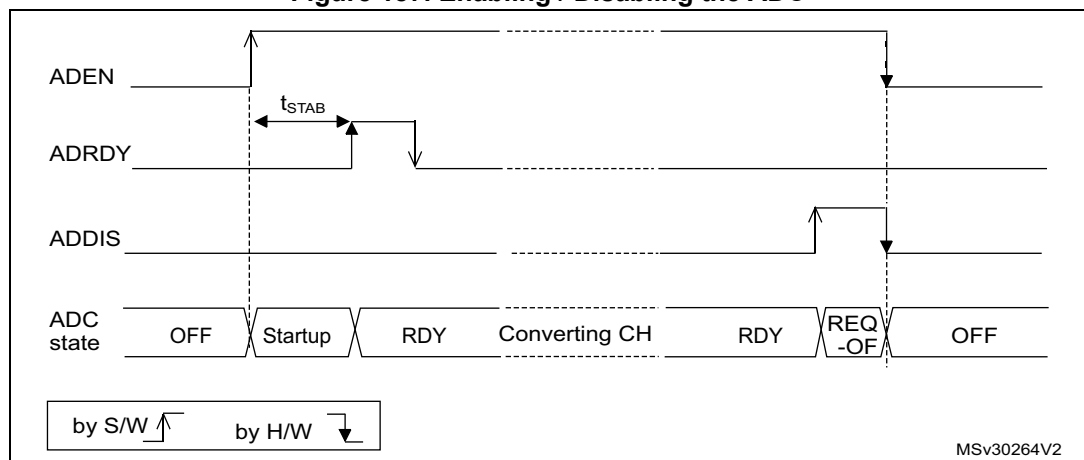 ADEN
tSTAB
ADRDY
ADDIS
ADC
state
OFF
Startup
RDY
Converting CH
RDY
REQ
-OF
OFF
by S/W
by H/W
MSv30264V2